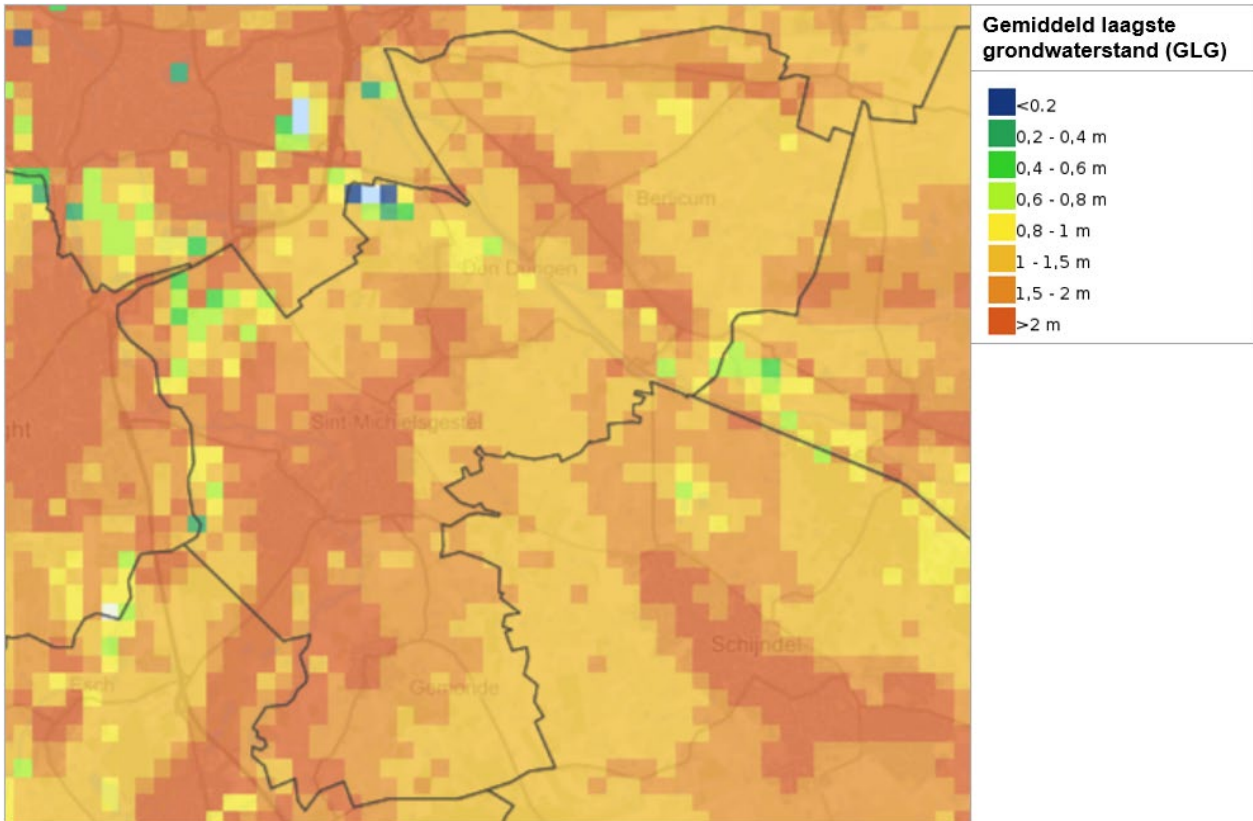 Gemiddeld laagste
grondwaterstand (GLG)
<0.2
0,2 - 0,4 m
0,4 - 0,6 m
0,6 - 0,8 m
0,8 - 1 m
1 - 1,5 m
1,5 - 2 m
>2 m
Berlicum
Den Dungen
Sint-Michielsgestel
ght
Schijndel
Esch
Gemonde